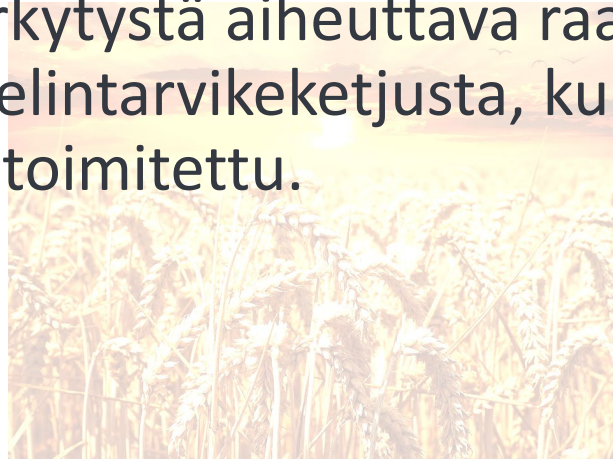 rkytystä aiheuttava raa
elintarvikeketjusta, ku
toimitettu.